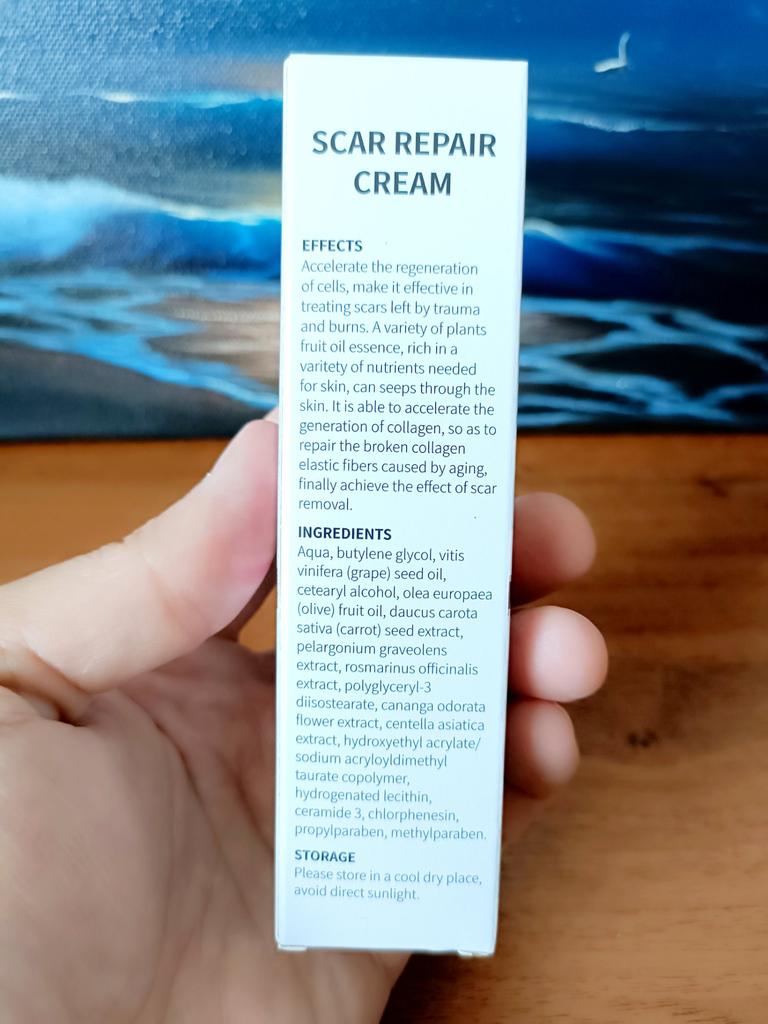 SCAR REPAIR
CREAM
EFFECTS
Accelerate the regeneration
of cells, make it effective in
treating scars left by trauma
and burns. A variety of plants
fruit oil essence, rich in a
varitety of nutrients needed
for skin, can seeps through the
skin. It is able to accelerate the
generation of collagen, so as to
repair the broken collagen
elastic fibers caused by aging,
finally achieve the effect of scar
removal.
INGREDIENTS
Aqua, butylene glycol, vitis
vinifera (grape) seed oil,
cetearyl alcohol, olea europaea
(olive) fruit oil, daucus carota
sativa (carrot) seed extract,
pelargonium graveolens
extract, rosmarinus officinalis
extract, polyglyceryl-3
diisostearate, cananga odorata
flower extract, centella asiatica
extract, hydroxyethyl acrylate/
sodium acryloyldimethyl
taurate copolymer,
hydrogenated lecithin,
ceramide 3, chlorphenesin,
propylparaben, methylparaben.
STORAGE
Please store in a cool dry place,
avoid direct sunlight.